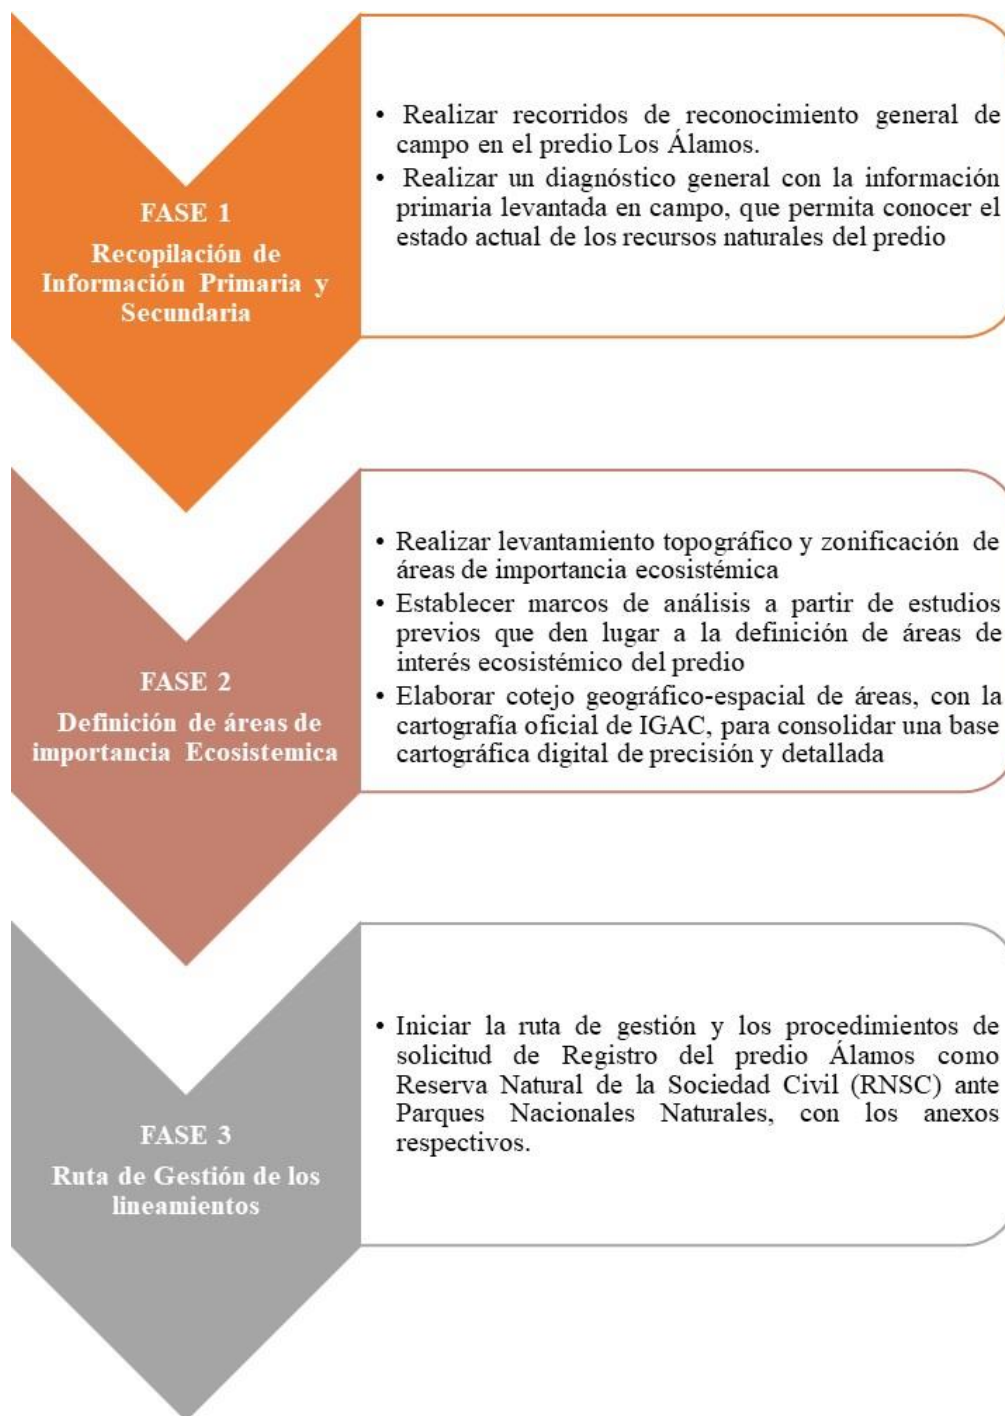 FASE 1
Recopilación de
Información Primaria y
Secundaria
• Realizar recorridos de reconocimiento general de
campo en el predio Los Álamos.
• Realizar un diagnóstico general con la información
primaria levantada en campo, que permita conocer el
estado actual de los recursos naturales del predio
FASE 2
Definición de áreas de
importancia Ecosistemica
• Realizar levantamiento topográfico y zonificación de
áreas de importancia ecosistémica
• Establecer marcos de análisis a partir de estudios
previos que den lugar a la definición de áreas de
interés ecosistémico del predio
• Elaborar cotejo geográfico-espacial de áreas, con la
cartografía oficial de IGAC, para consolidar una base
cartográfica digital de precisión y detallada
FASE 3
Ruta de Gestión de los
lineamientos
• Iniciar la ruta de gestión y los procedimientos de
solicitud de Registro del predio Álamos como
Reserva Natural de la Sociedad Civil (RNSC) ante
Parques Nacionales Naturales, con los anexos
respectivos.